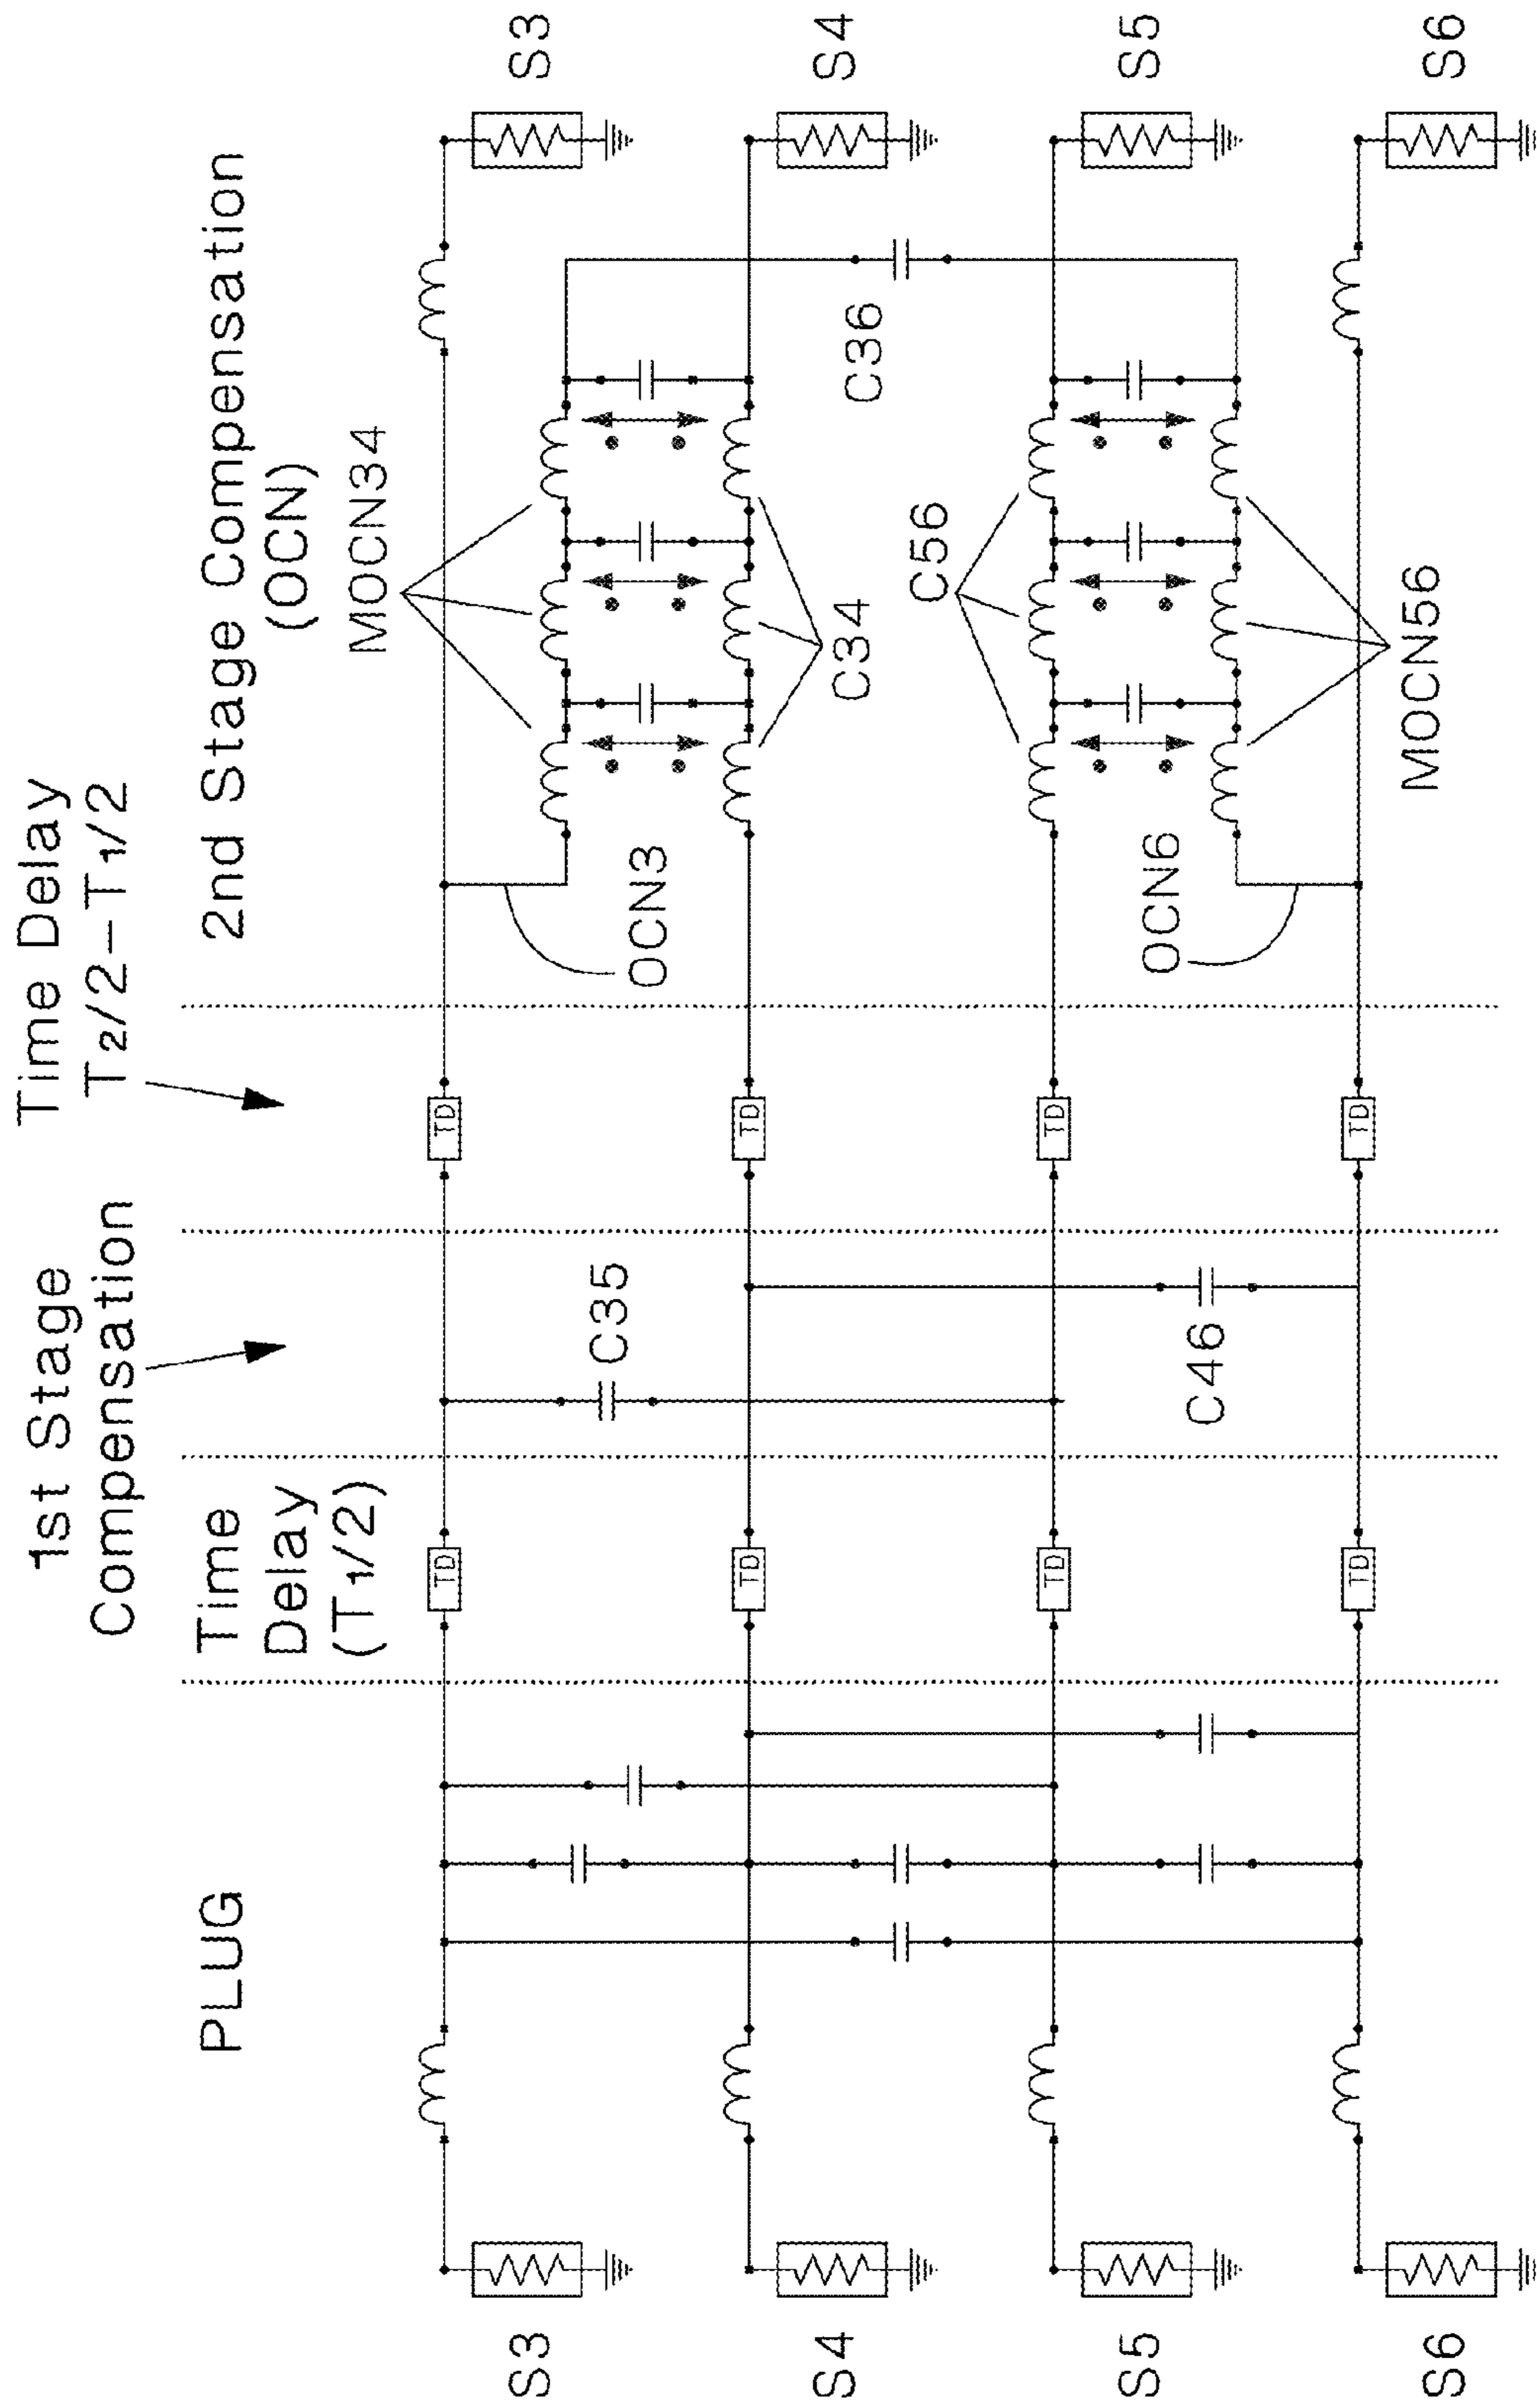 PLUG
Time
Delay
(T₁/2)
1st Stage
Compensation
Time Delay
T₂/2-T₁/2
2nd Stage Compensation
(OCN)
MOCN34
S3
TD
TD
S3
C35
OCN3
S4
TD
TD
C34
C36
S4
S5
TD
TD
C56
S5
C46
OCN6
S6
TD
TD
MOCN56
S6